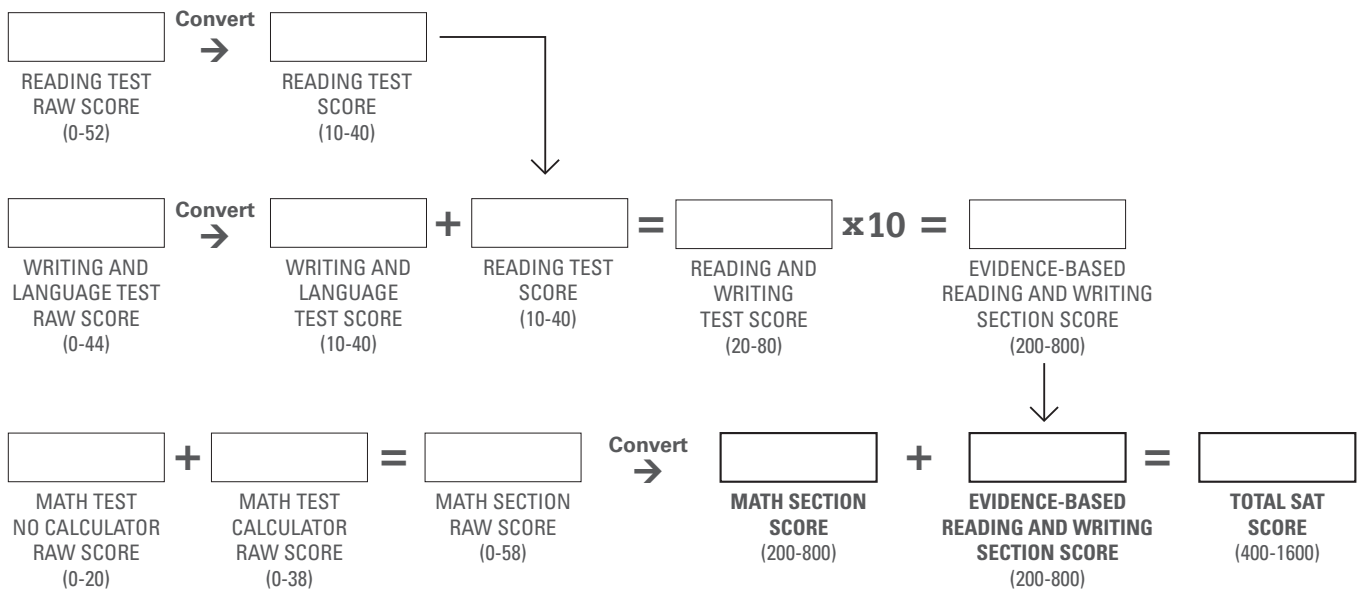 Convert
→
READING TEST
RAW SCORE
(0-52)
READING TEST
SCORE
(10-40)
Convert
→
+
=
x10 =
WRITING AND
LANGUAGE TEST
RAW SCORE
(0-44)
WRITING AND
LANGUAGE
TEST SCORE
(10-40)
READING TEST
SCORE
(10-40)
READING AND
WRITING
TEST SCORE
(20-80)
EVIDENCE-BASED
READING AND WRITING
SECTION SCORE
(200-800)
+
=
Convert
→
+
=
MATH TEST
NO CALCULATOR
RAW SCORE
(0-20)
MATH TEST
CALCULATOR
RAW SCORE
(0-38)
MATH SECTION
RAW SCORE
(0-58)
MATH SECTION
SCORE
(200-800)
EVIDENCE-BASED
READING AND WRITING
SECTION SCORE
(200-800)
TOTAL SAT
SCORE
(400-1600)